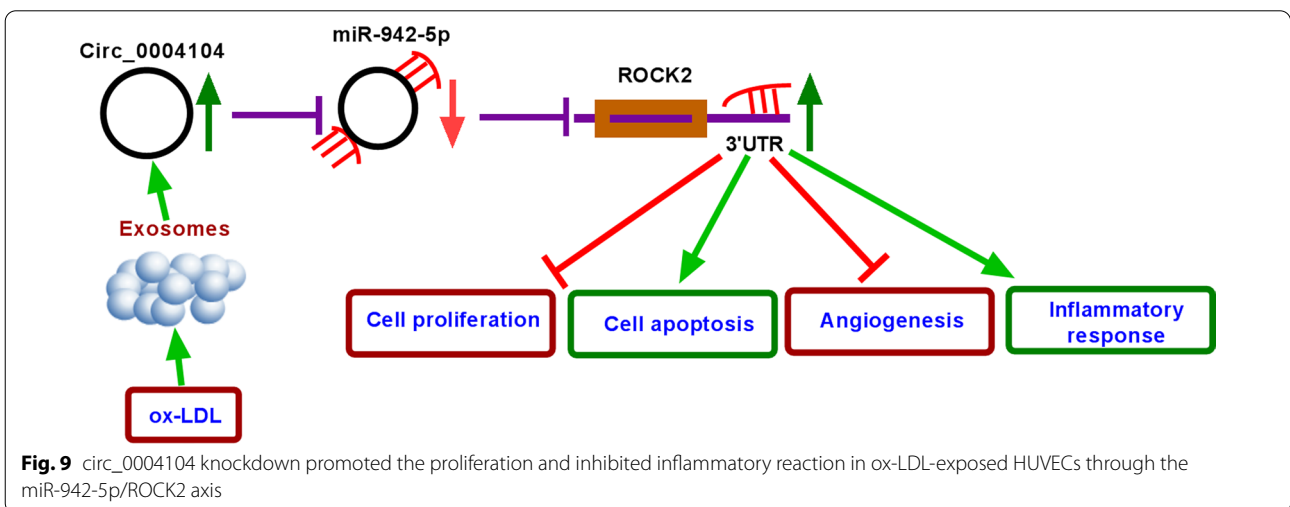 Circ_0004104
miR-942-5p
ROCK2
3'UTR
Exosomes
ox-LDL
Cell proliferation
Cell apoptosis
Angiogenesis
Inflammatory
response
Fig. 9 circ_0004104 knockdown promoted the proliferation and inhibited inflammatory reaction in ox-LDL-exposed HUVECs through the
miR-942-5p/ROCK2 axis